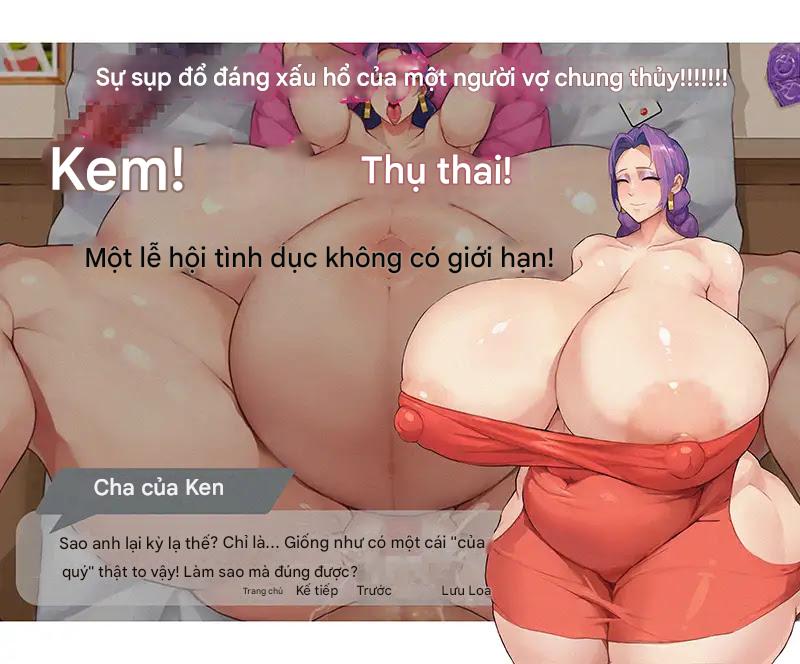 Sự sụp đổ đáng xấu hổ của một người vợ chung thủy!!!!!!!
Kem!
Thụ thai!
Một lễ hội tình dục không có giới hạn!
Cha của Ken
Sao anh lại kỳ lạ thế? Chỉ là... Giống như có một cái "của
quý" thật to vậy! Làm sao mà đúng được?
Trang chủ Kế tiếp Trước Lưu Loa